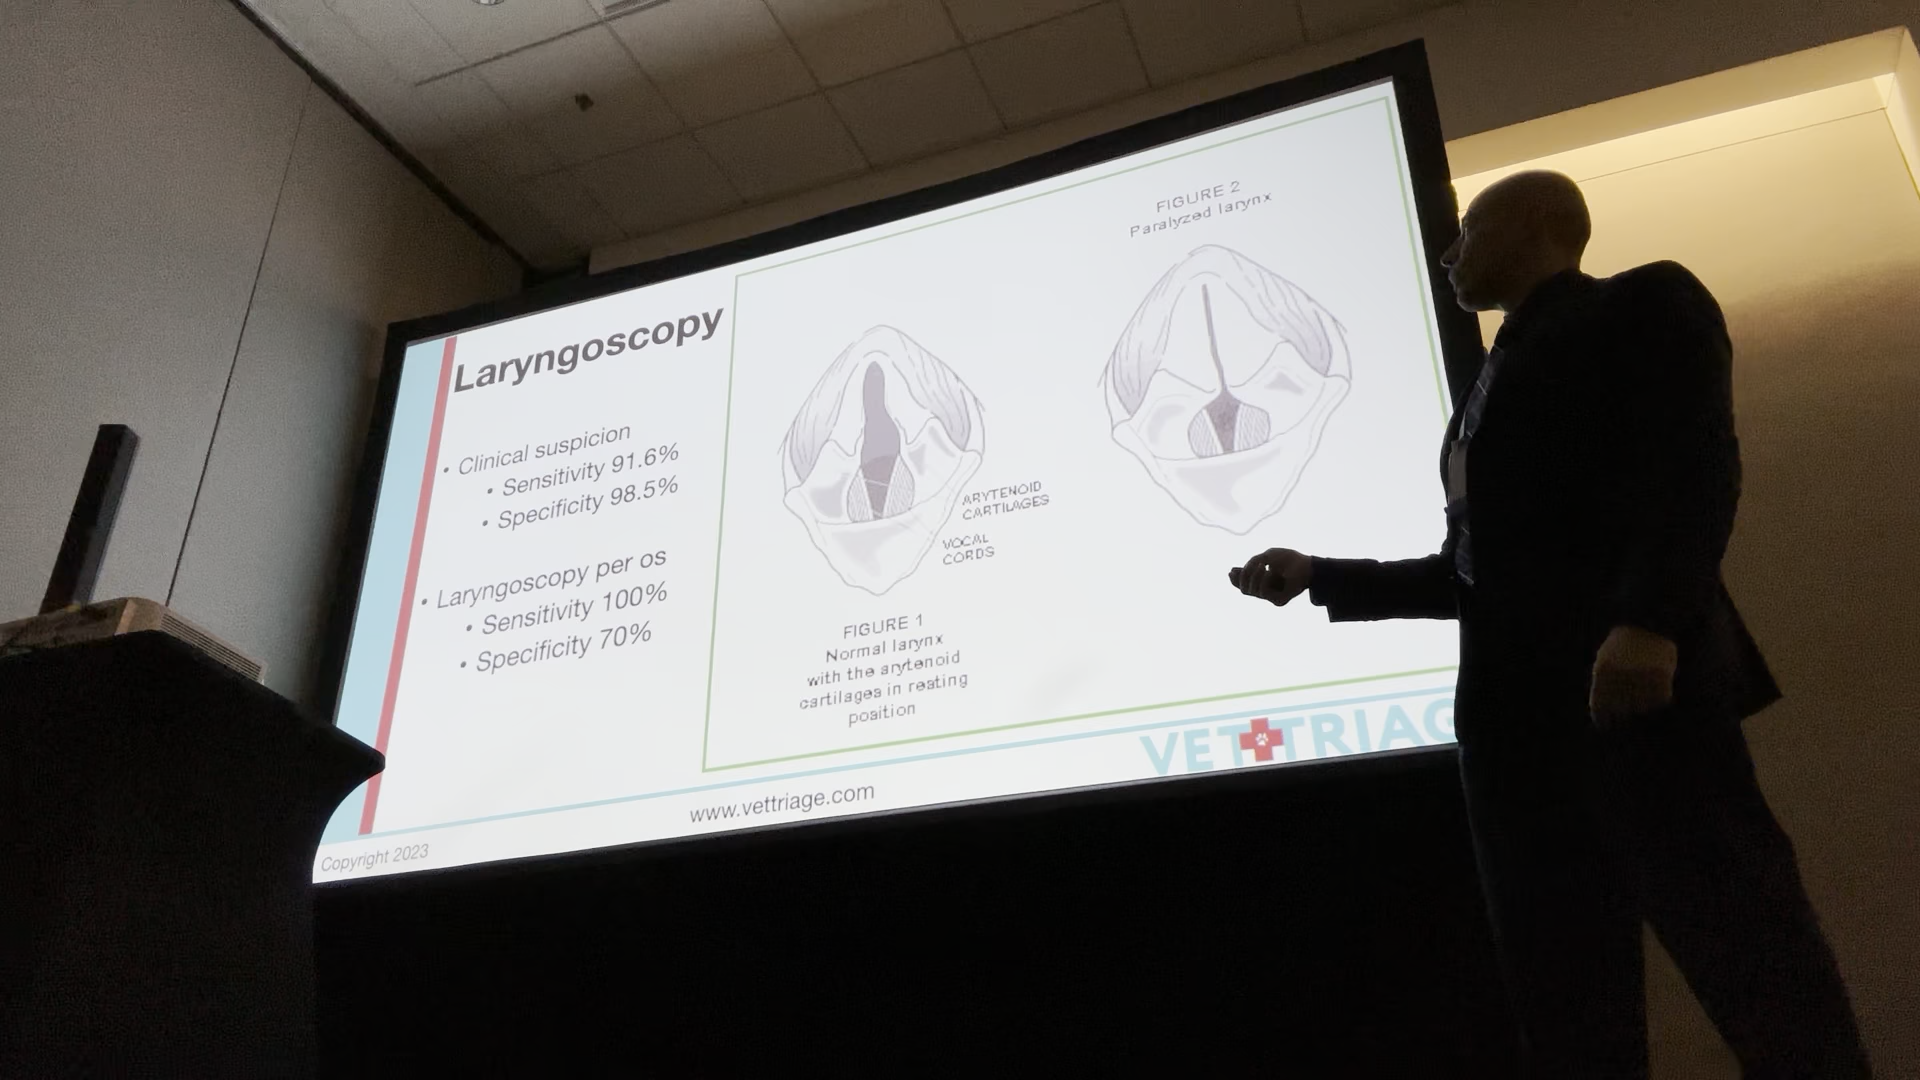 Laryngoscopy
• Clinical suspicion
• Sensitivity 91.6%
• Specificity 98.5%
• Laryngoscopy per os
• Sensitivity 100%
• Specificity 70%
FIGURE 2
Paralyzed larynx
ARYTENOID
CARTILAGES
VOCAL
CORDS
FIGURE 1
Normal larynx
with the arytenoid
cartilages in resting
position
VET TRIAG
www.vettriage.com
Copyright 2023